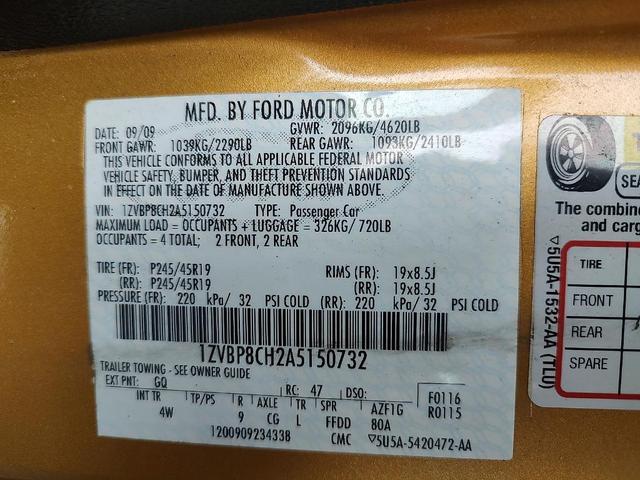 MFD. BY FORD MOTOR CO.
DATE: 09/09 GVWR: 2096KG/4620LB
FRONT GAWR: 1039KG/2290LB REAR GAWR: 1093KG/2410LB
THIS VEHICLE CONFORMS TO ALL APPLICABLE FEDERAL MOTOR
VEHICLE SAFETY, BUMPER, AND THEFT PREVENTION STANDARDS
IN EFFECT ON THE DATE OF MANUFACTURE SHOWN ABOVE.
VIN: 1ZVBP8CH2A5150732 TYPE: Passenger Car
MAXIMUM LOAD = OCCUPANTS + LUGGAGE = 326KG/ 720LB
OCCUPANTS = 4 TOTAL; 2 FRONT, 2 REAR
TIRE (FR): P245/45R19 RIMS (FR): 19x8.5J
(RR): P245/45R19 (RR): 19x8.5J
PRESSURE (FR): 220 kPa/ 32 PSI COLD (RR): 220 kPa/ 32 PSI COLD
1ZVBP8CH2A5150732
TRAILER TOWING - SEE OWNER GUIDE
EXT PNT: GQ RC: 47 DSO: F0116
INT TR TP/PS R AXLE TR SPR AZF1G R0115
4W 9 CG L FFDD 80A
12009092343​3B CMC ▽5U5A-5420472-AA
SEA
The combin
and carg
TIRE
FRONT
REAR
SPARE
▽5U5A-1532-AA (TLU)